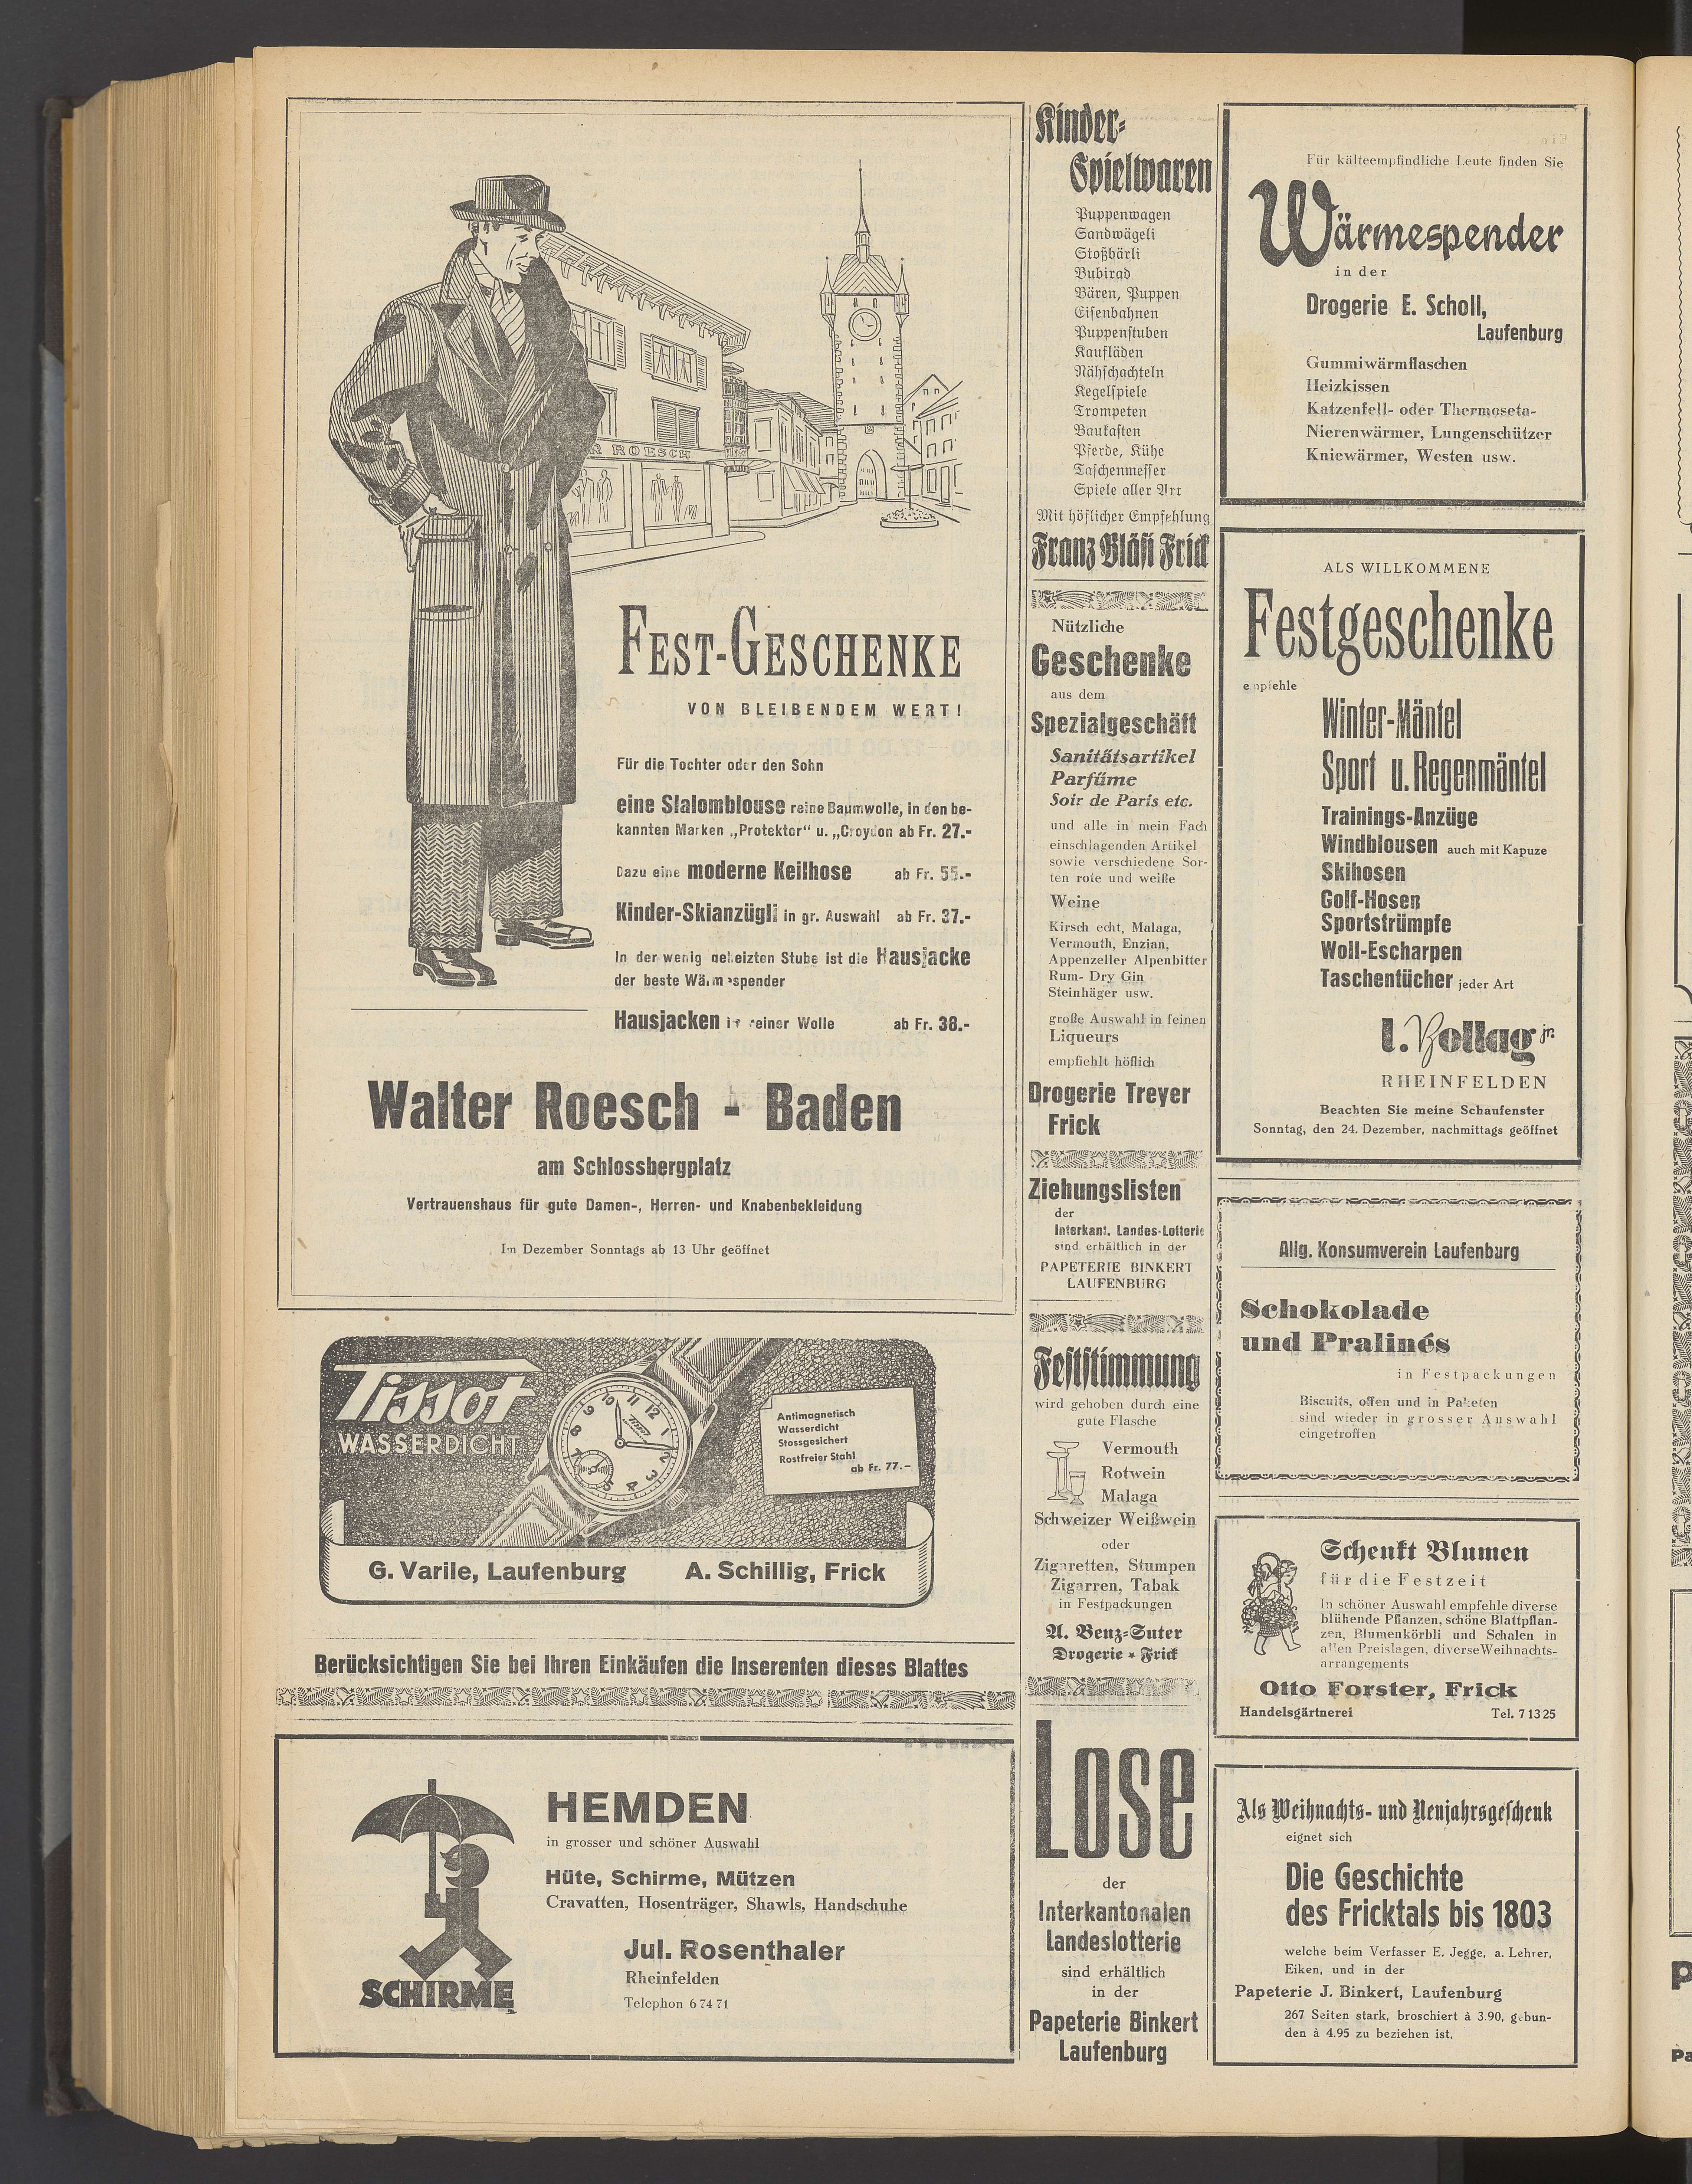 R ROESCH
FEST-GESCHENKE
VON BLEIBENDEM WERT!
Für die Tochter oder den Sohn
eine Slalomblouse reine Baumwolle, in den be-
kannten Marken „Protektor" u. „Croydon ab Fr. 27.-
Dazu eine moderne Keilhose ab Fr. 55.-
Kinder-Skianzügli in gr. Auswahl ab Fr. 37.-
In der wenig geheizten Stube ist die Hausjacke
der beste Wärmespender
Hausjacken in reiner Wolle ab Fr. 38.-
Walter Roesch - Baden
am Schlossbergplatz
Vertrauenshaus für gute Damen-, Herren- und Knabenbekleidung
Im Dezember Sonntags ab 13 Uhr geöffnet
Tissot
WASSERDICHT
Antimagnetisch
Wasserdicht
Stossgesichert
Rostfreier Stahl
ab Fr. 77.-
G. Varile, Laufenburg A. Schillig, Frick
Berücksichtigen Sie bei Ihren Einkäufen die Inserenten dieses Blattes
HEMDEN
in grosser und schöner Auswahl
Hüte, Schirme, Mützen
Cravatten, Hosenträger, Shawls, Handschuhe
Jul. Rosenthaler
Rheinfelden
Telephon 6 74 71
SCHIRME
Kinder-
Spielwaren
Puppenwagen
Sandwägeli
Stoßbärli
Bubirad
Bären, Puppen
Eisenbahnen
Puppenstuben
Kaufläden
Nähschachteln
Kegelspiele
Trompeten
Baukasten
Pferde, Kühe
Taschenmesser
Spiele aller Art
Mit höflicher Empfehlung
Franz Bläsi Frick
Nützliche
Geschenke
aus dem
Spezialgeschäft
Sanitätsartikel
Parfüme
Soir de Paris etc.
und alle in mein Fach
einschlagenden Artikel
sowie verschiedene Sor-
ten rote und weiße
Weine
Kirsch echt, Malaga,
Vermouth, Enzian,
Appenzeller Alpenbitter
Rum- Dry Gin
Steinhäger usw.
große Auswahl in feinen
Liqueurs
empfiehlt höflich
Drogerie Treyer
Frick
Ziehungslisten
der
Interkant. Landes-Lotterie
sind erhältlich in der
PAPETERIE BINKERT
LAUFENBURG
Feststimmung
wird gehoben durch eine
gute Flasche
Vermouth
Rotwein
Malaga
Schweizer Weißwein
oder
Zigaretten, Stumpen
Zigarren, Tabak
in Festpackungen
A. Benz-Suter
Drogerie * Frick
Lose
der
Interkantonalen
Landeslotterie
sind erhältlich
in der
Papeterie Binkert
Laufenburg
Für kälteempfindliche Leute finden Sie
Wärmespender
in der
Drogerie E. Scholl,
Laufenburg
Gummiwärmflaschen
Heizkissen
Katzenfell- oder Thermoseta-
Nierenwärmer, Lungenschützer
Kniewärmer, Westen usw.
ALS WILLKOMMENE
Festgeschenke
empfehle
Winter-Mäntel
Sport u. Regenmäntel
Trainings-Anzüge
Windblousen auch mit Kapuze
Skihosen
Golf-Hosen
Sportstrümpfe
Woll-Escharpen
Taschentücher jeder Art
l. Bollag jr.
RHEINFELDEN
Beachten Sie meine Schaufenster
Sonntag, den 24. Dezember, nachmittags geöffnet
Allg. Konsumverein Laufenburg
Schokolade
und Pralinés
in Festpackungen
Biscuits, offen und in Paketen
sind wieder in grosser Auswahl
eingetroffen
Schenkt Blumen
für die Festzeit
In schöner Auswahl empfehle diverse
blühende Pflanzen, schöne Blattpflan-
zen, Blumenkörbli und Schalen in
allen Preislagen, diverse Weihnachts-
arrangements
Otto Forster, Frick
Handelsgärtnerei Tel. 7 13 25
Als Weihnachts- und Neujahrsgeschenk
eignet sich
Die Geschichte
des Fricktals bis 1803
welche beim Verfasser E. Jegge, a. Lehrer,
Eiken, und in der
Papeterie J. Binkert, Laufenburg
267 Seiten stark, broschiert à 3.90, gebun-
den à 4.95 zu beziehen ist.